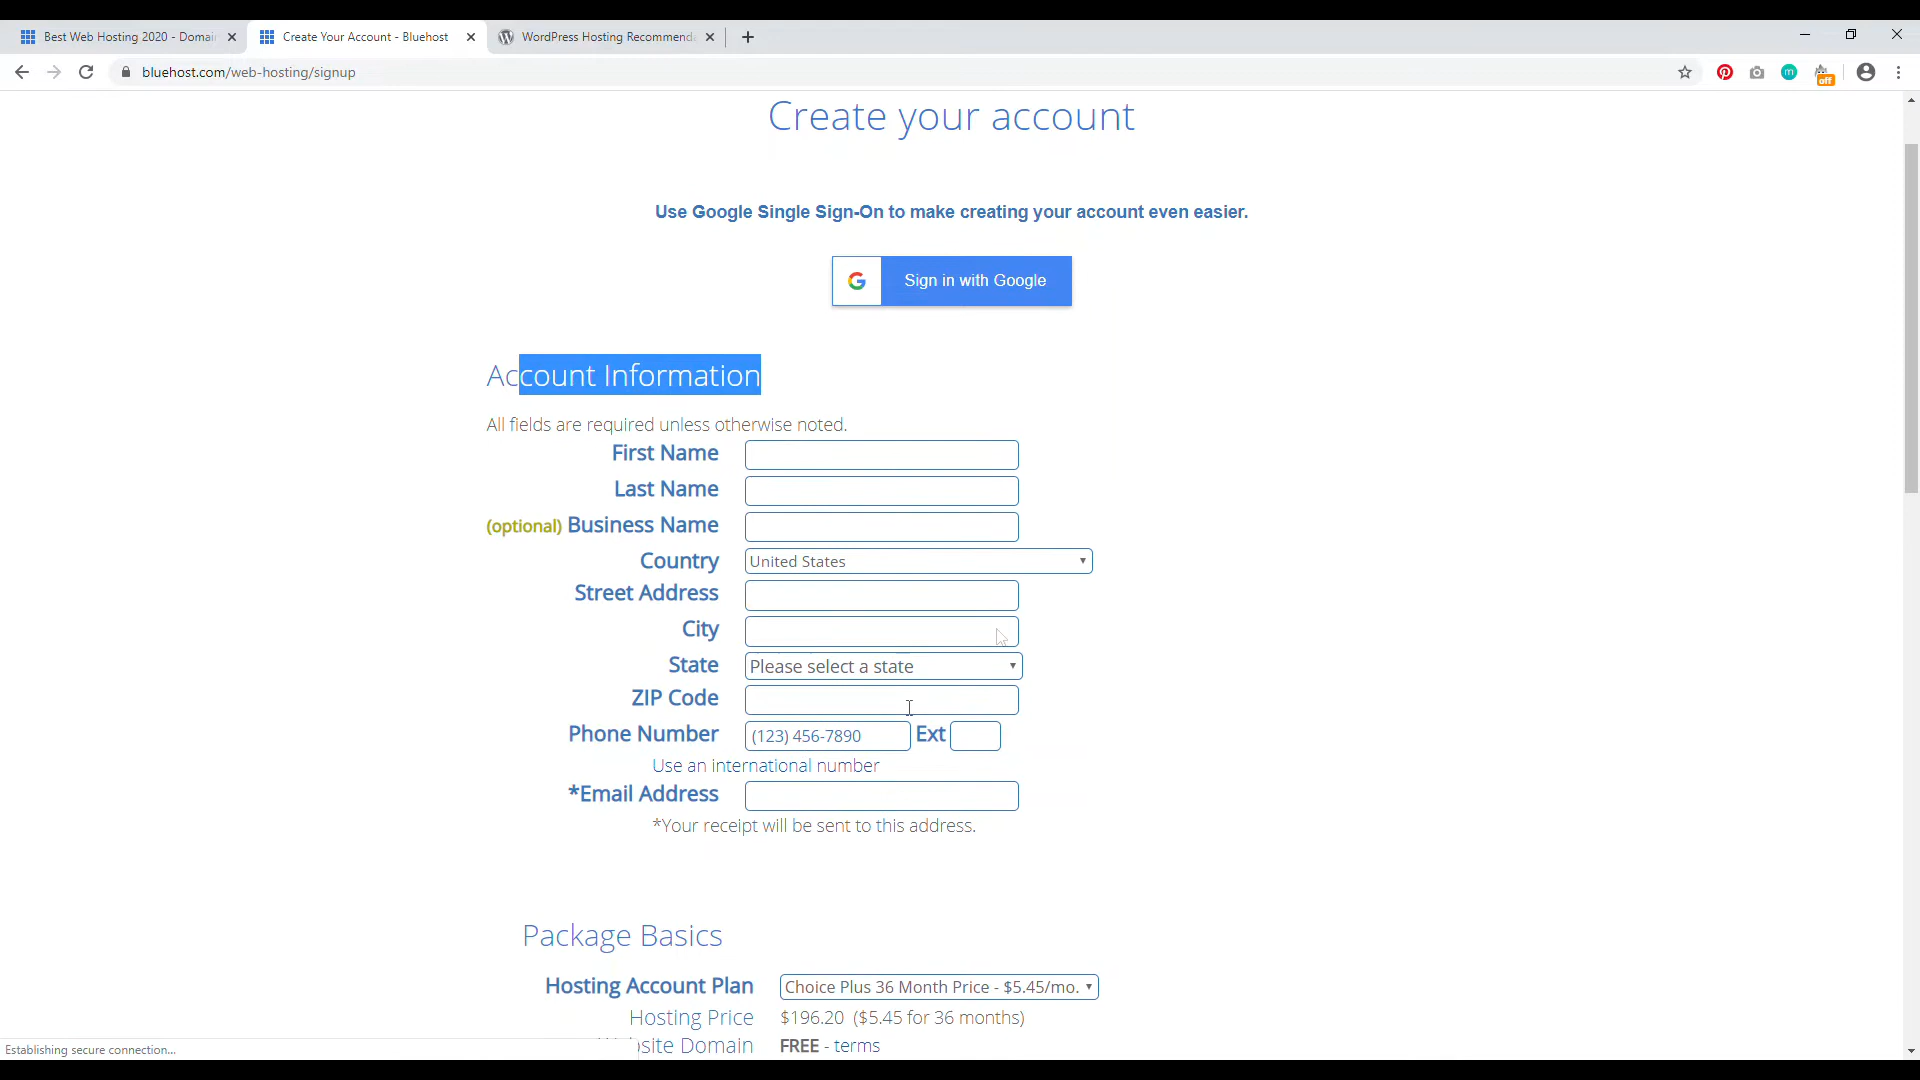 Best Web Hosting 2020 - Domai
Create Your Account - Bluehost
WordPress Hosting Recommend
bluehost.com/web-hosting/signup
m
off
Create your account
Use Google Single Sign-On to make creating your account even easier.
G Sign in with Google
Account Information
All fields are required unless otherwise noted.
First Name
Last Name
(optional) Business Name
Country United States
Street Address
City
State Please select a state
ZIP Code
Phone Number (123) 456-7890 Ext
Use an international number
*Email Address
*Your receipt will be sent to this address.
Package Basics
Hosting Account Plan Choice Plus 36 Month Price - $5.45/mo.
Hosting Price $196.20 ($5.45 for 36 months)
Domain FREE - terms
Establishing secure connection...